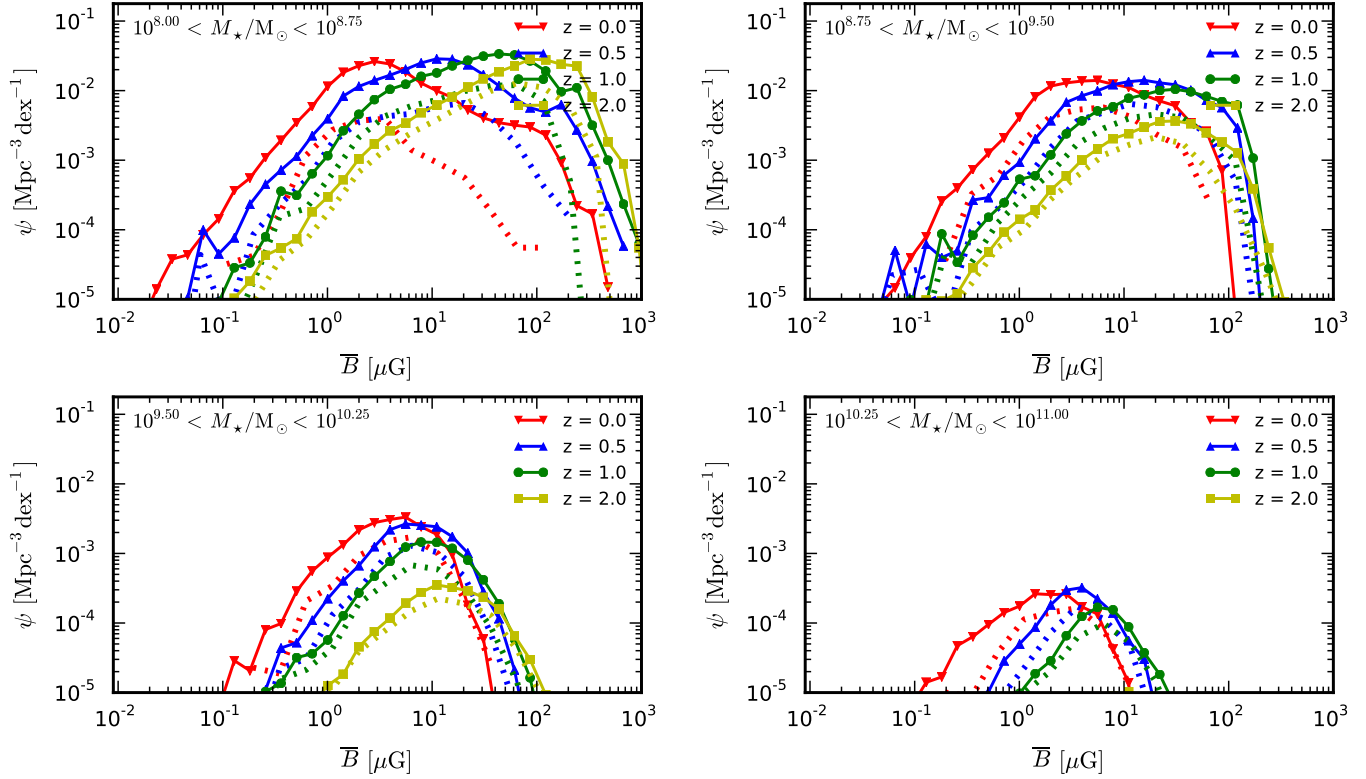 10^{8.00} < M_⋆/M_⊙ < 10^{8.75}
z = 0.0
z = 0.5
z = 1.0
z = 2.0
ψ [Mpc^{−3} dex^{−1}]
10^{-1}
10^{-2}
10^{-3}
10^{-4}
10^{-5}
10^{-2} 10^{-1} 10^{0} 10^{1} 10^{2} 10^{3}
B̅ [μG]
10^{8.75} < M_⋆/M_⊙ < 10^{9.50}
z = 0.0
z = 0.5
z = 1.0
z = 2.0
ψ [Mpc^{−3} dex^{−1}]
10^{-1}
10^{-2}
10^{-3}
10^{-4}
10^{-5}
10^{-2} 10^{-1} 10^{0} 10^{1} 10^{2} 10^{3}
B̅ [μG]
10^{9.50} < M_⋆/M_⊙ < 10^{10.25}
z = 0.0
z = 0.5
z = 1.0
z = 2.0
ψ [Mpc^{−3} dex^{−1}]
10^{-1}
10^{-2}
10^{-3}
10^{-4}
10^{-5}
10^{-2} 10^{-1} 10^{0} 10^{1} 10^{2} 10^{3}
B̅ [μG]
10^{10.25} < M_⋆/M_⊙ < 10^{11.00}
z = 0.0
z = 0.5
z = 1.0
z = 2.0
ψ [Mpc^{−3} dex^{−1}]
10^{-1}
10^{-2}
10^{-3}
10^{-4}
10^{-5}
10^{-2} 10^{-1} 10^{0} 10^{1} 10^{2} 10^{3}
B̅ [μG]